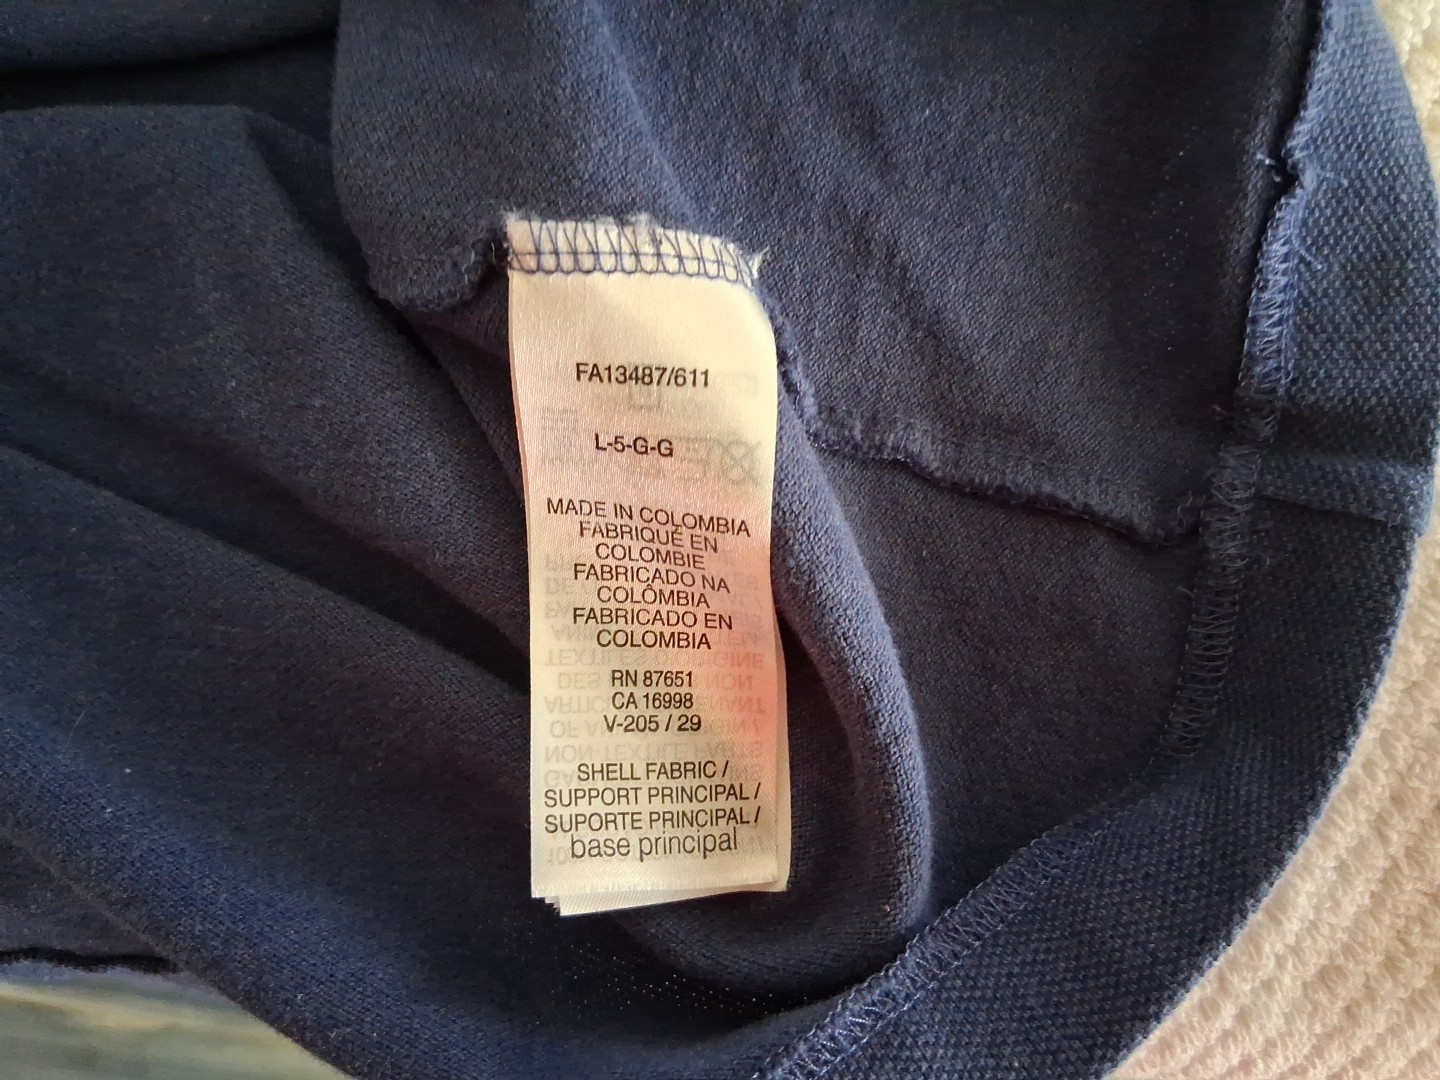 FA13487/611
L-5-G-G
MADE IN COLOMBIA
FABRIQUÉ EN
COLOMBIE
FABRICADO NA
COLÔMBIA
FABRICADO EN
COLOMBIA
RN 87651
CA 16998
V-205 / 29
SHELL FABRIC /
SUPPORT PRINCIPAL /
SUPORTE PRINCIPAL /
base principal